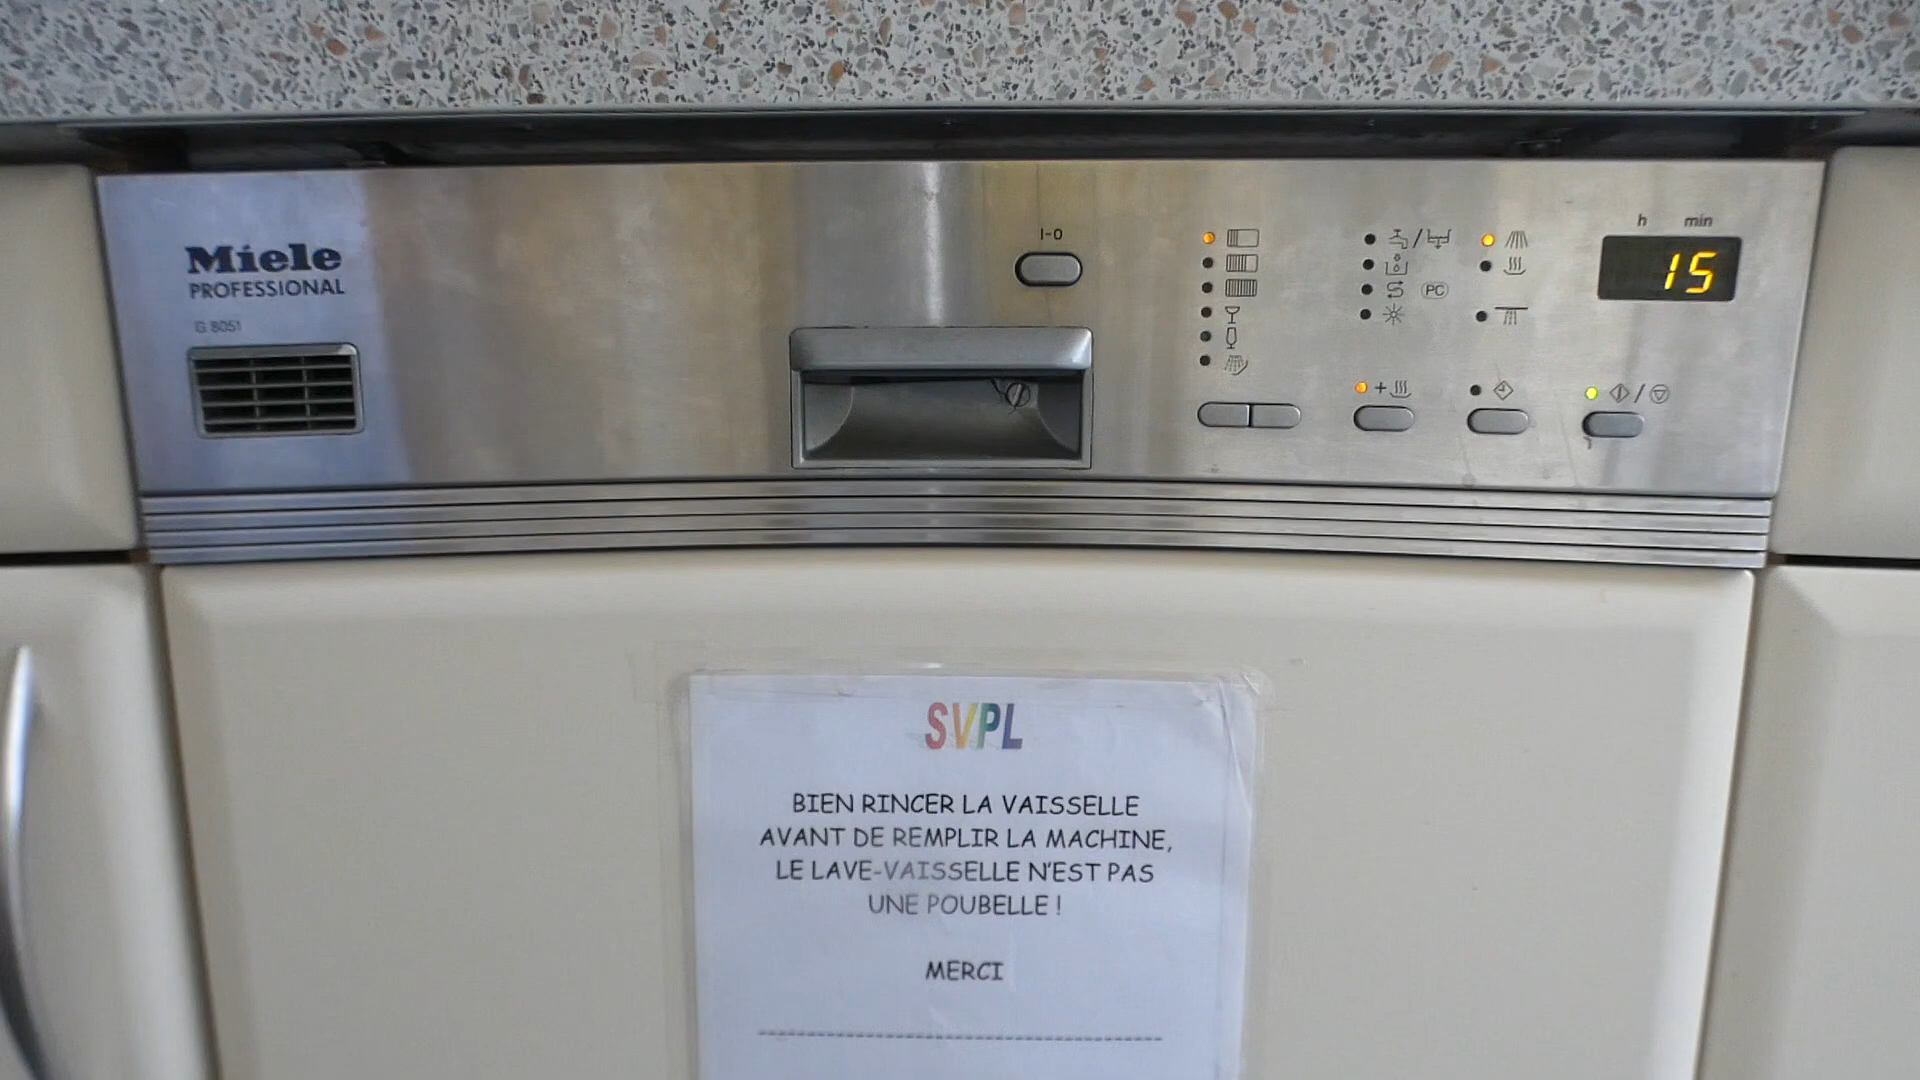 Miele
PROFESSIONAL
G 8051
I-0
PC
h min
15
SVPL
BIEN RINCER LA VAISSELLE
AVANT DE REMPLIR LA MACHINE,
LE LAVE-VAISSELLE N'EST PAS
UNE POUBELLE !
MERCI